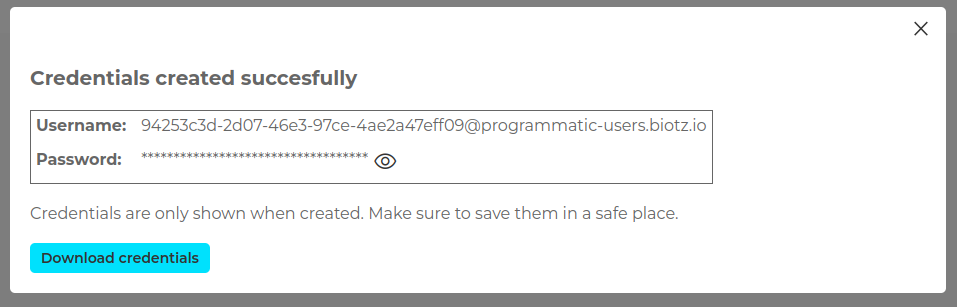 Credentials created succesfully
Username: 94253c3d-2d07-46e3-97ce-4ae2a47eff09@programmatic-users.biotz.io
Password: ************************************
Credentials are only shown when created. Make sure to save them in a safe place.
Download credentials